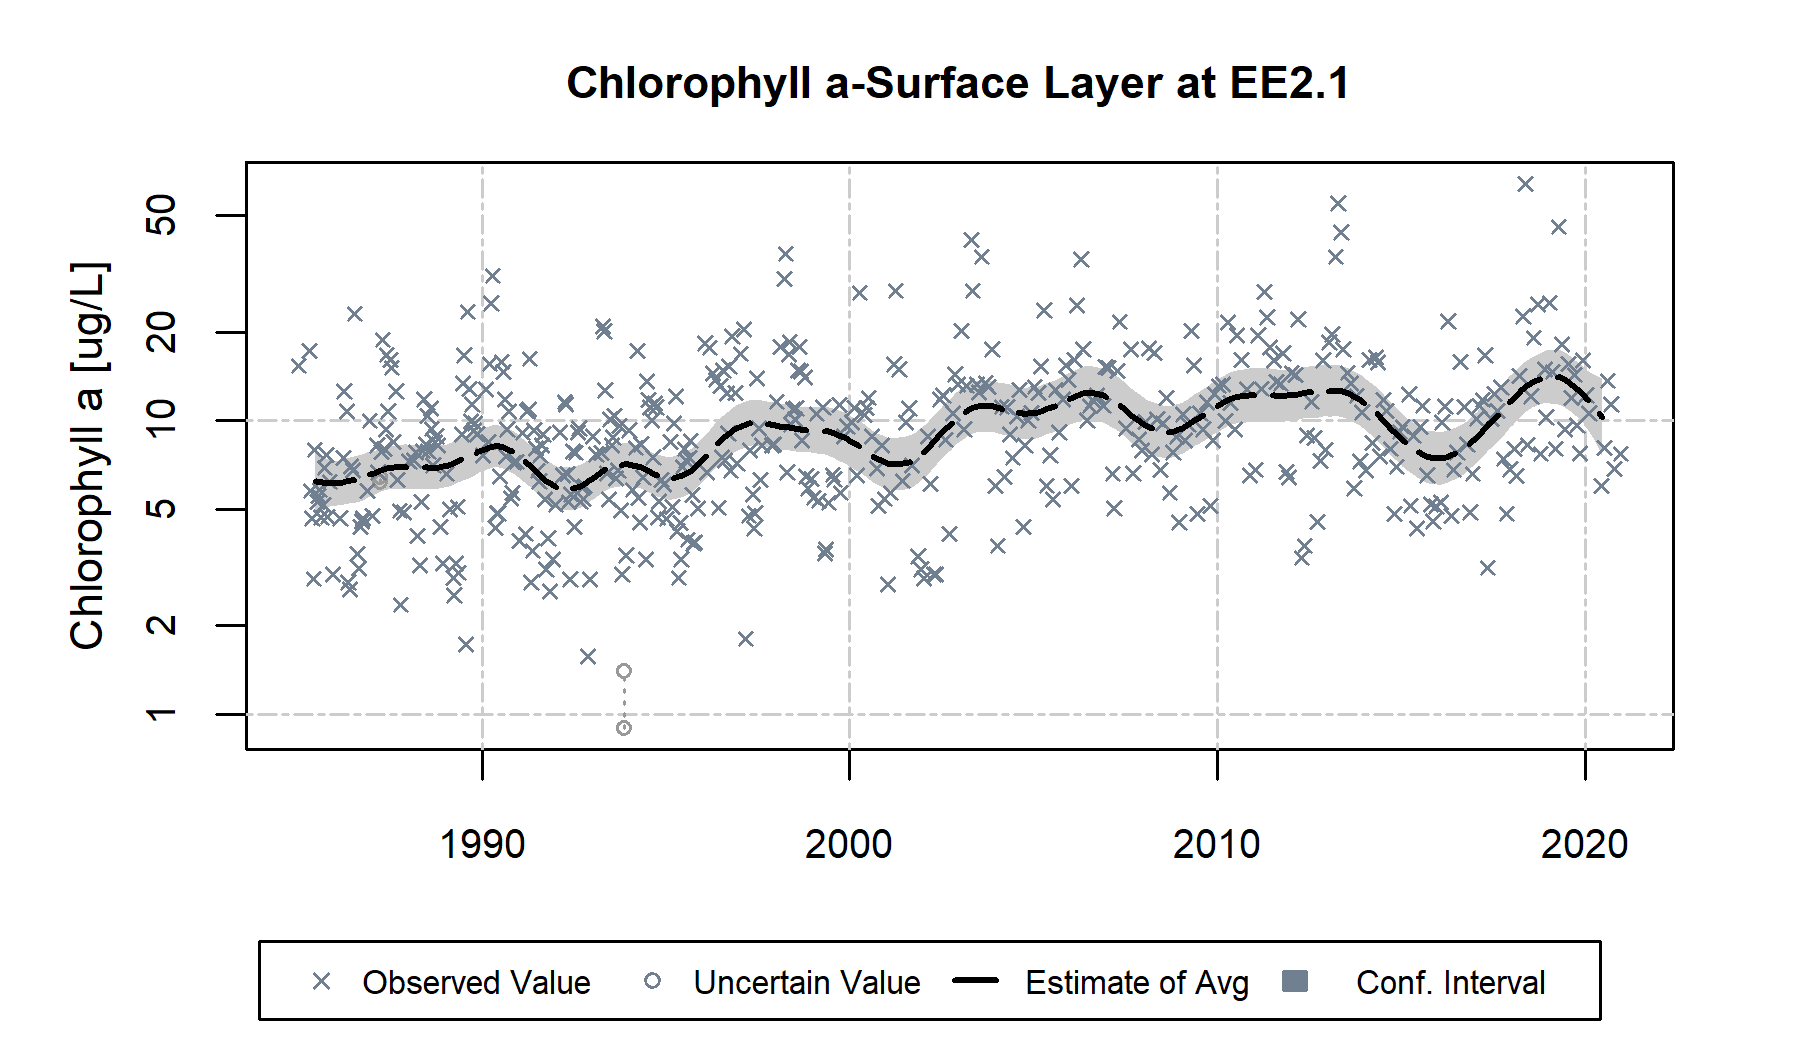 Chlorophyll a-Surface Layer at EE2.1
Chlorophyll a [ug/L]
50
20
10
5
2
1
1990 2000 2010 2020
Observed Value Uncertain Value Estimate of Avg Conf. Interval